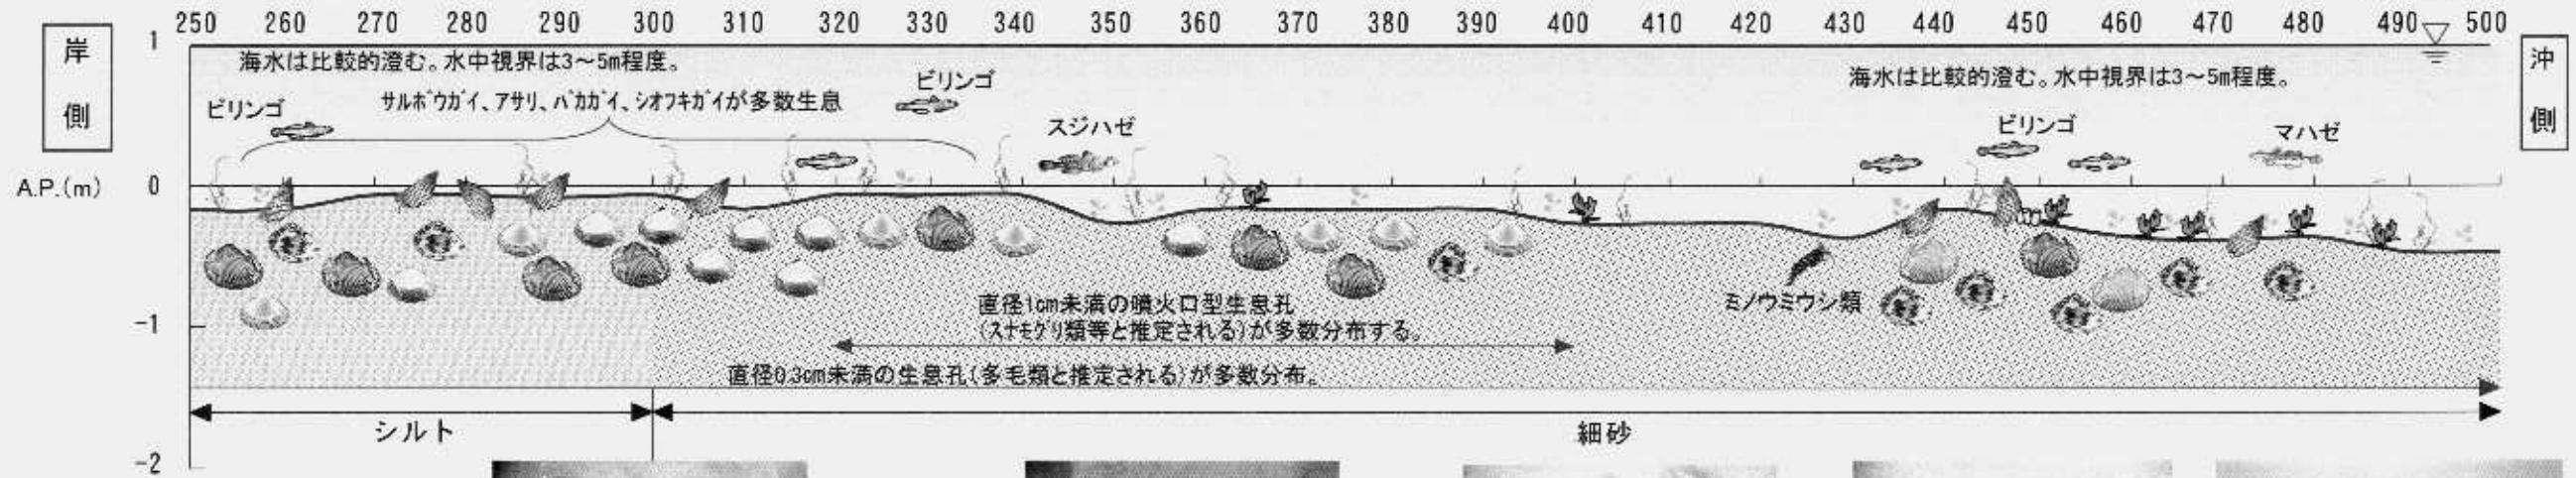 250 260 270 280 290 300 310 320 330 340 350 360 370 380 390 400 410 420 430 440 450 460 470 480 490 500
岸側
沖側
1
海水は比較的澄む。水中視界は3～5m程度。
海水は比較的澄む。水中視界は3～5m程度。
ビリンゴ
サルボウガイ、アサリ、バカガイ、シオフキガイが多数生息
ビリンゴ
スジハゼ
ビリンゴ
マハゼ
A.P.(m)
0
ミノウミウシ類
直径1cm未満の噴火口型生息孔
(スナモグリ類等と推定される)が多数分布する。
-1
直径0.3cm未満の生息孔(多毛類と推定される)が多数分布。
シルト
細砂
-2